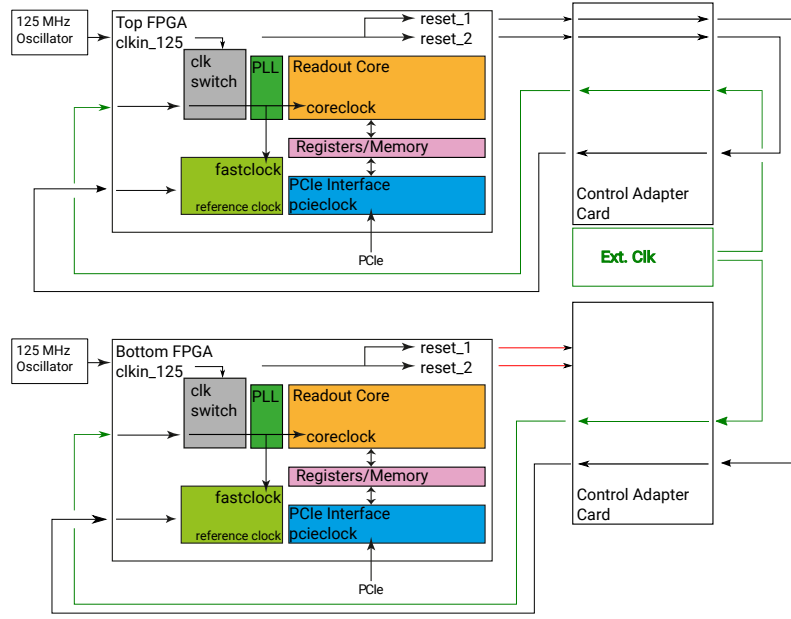 125 MHz
Oscillator
Top FPGA
clkin_125
reset_1
reset_2
clk
switch
PLL
Readout Core
coreclock
Registers/Memory
fastclock
reference clock
PCIe Interface
pcieclock
PCIe
Control Adapter
Card
Ext. Clk
125 MHz
Oscillator
Bottom FPGA
clkin_125
reset_1
reset_2
clk
switch
PLL
Readout Core
coreclock
Registers/Memory
fastclock
reference clock
PCIe Interface
pcieclock
PCIe
Control Adapter
Card